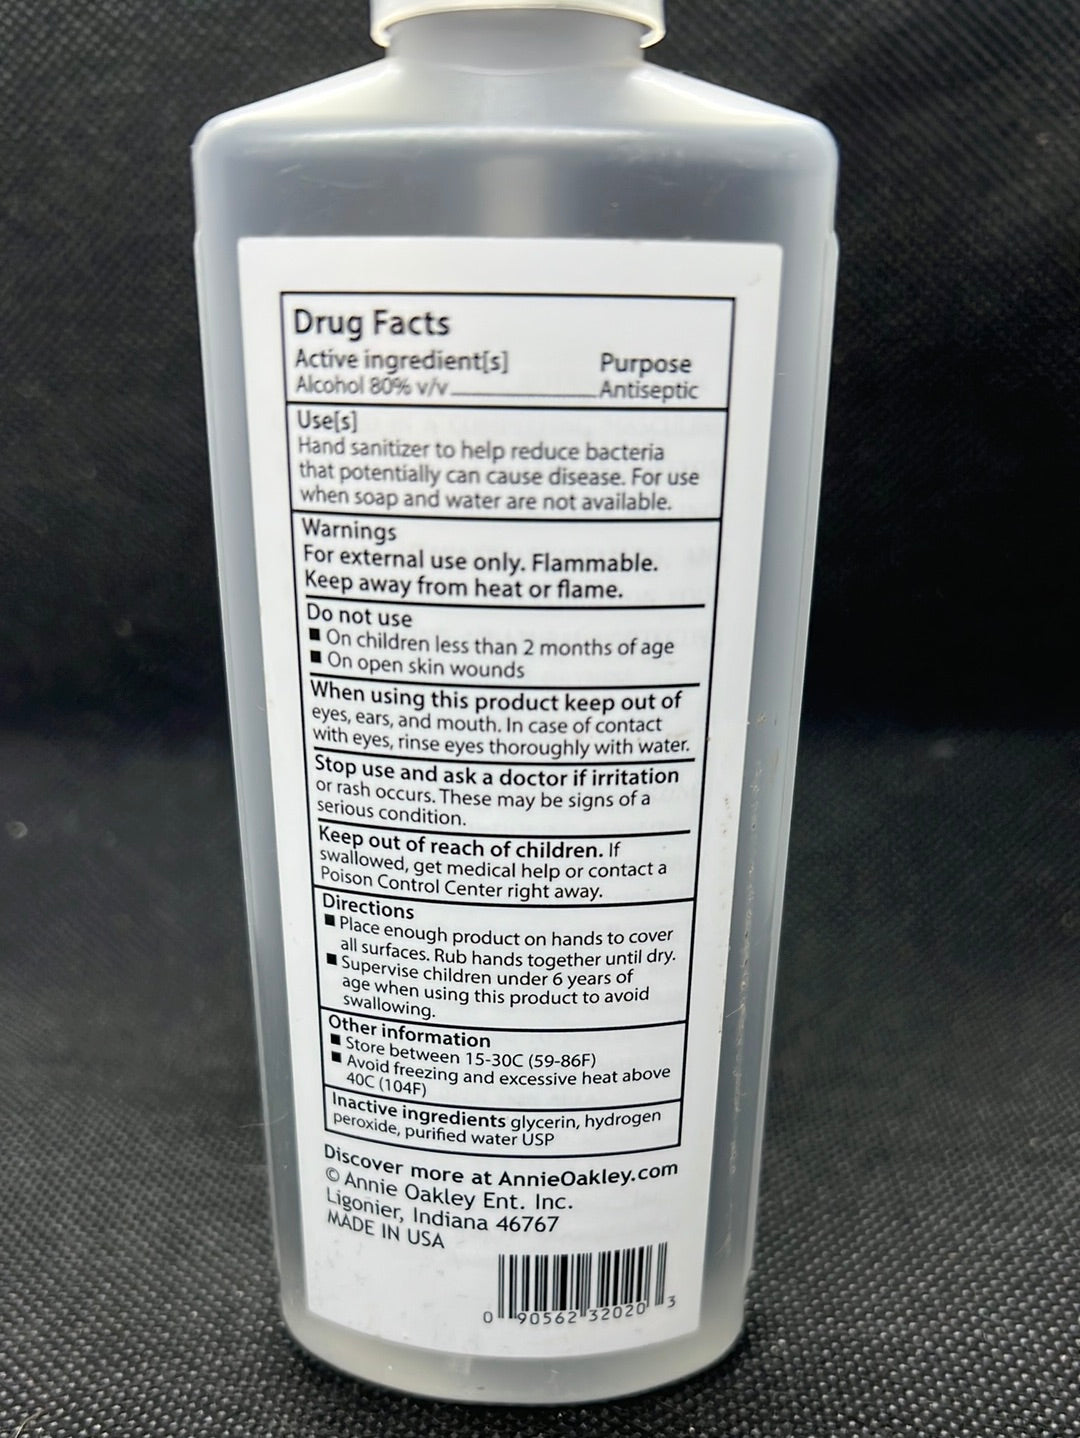 Drug Facts
Active ingredient[s] Purpose
Alcohol 80% v/v Antiseptic
Use[s]
Hand sanitizer to help reduce bacteria
that potentially can cause disease. For use
when soap and water are not available.
Warnings
For external use only. Flammable.
Keep away from heat or flame.
Do not use
■ On children less than 2 months of age
■ On open skin wounds
When using this product keep out of
eyes, ears, and mouth. In case of contact
with eyes, rinse eyes thoroughly with water.
Stop use and ask a doctor if irritation
or rash occurs. These may be signs of a
serious condition.
Keep out of reach of children. If
swallowed, get medical help or contact a
Poison Control Center right away.
Directions
■ Place enough product on hands to cover
all surfaces. Rub hands together until dry.
■ Supervise children under 6 years of
age when using this product to avoid
swallowing.
Other information
■ Store between 15-30C (59-86F)
■ Avoid freezing and excessive heat above
40C (104F)
Inactive ingredients glycerin, hydrogen
peroxide, purified water USP
Discover more at AnnieOakley.com
© Annie Oakley Ent. Inc.
Ligonier, Indiana 46767
MADE IN USA
0 90562 32020 3